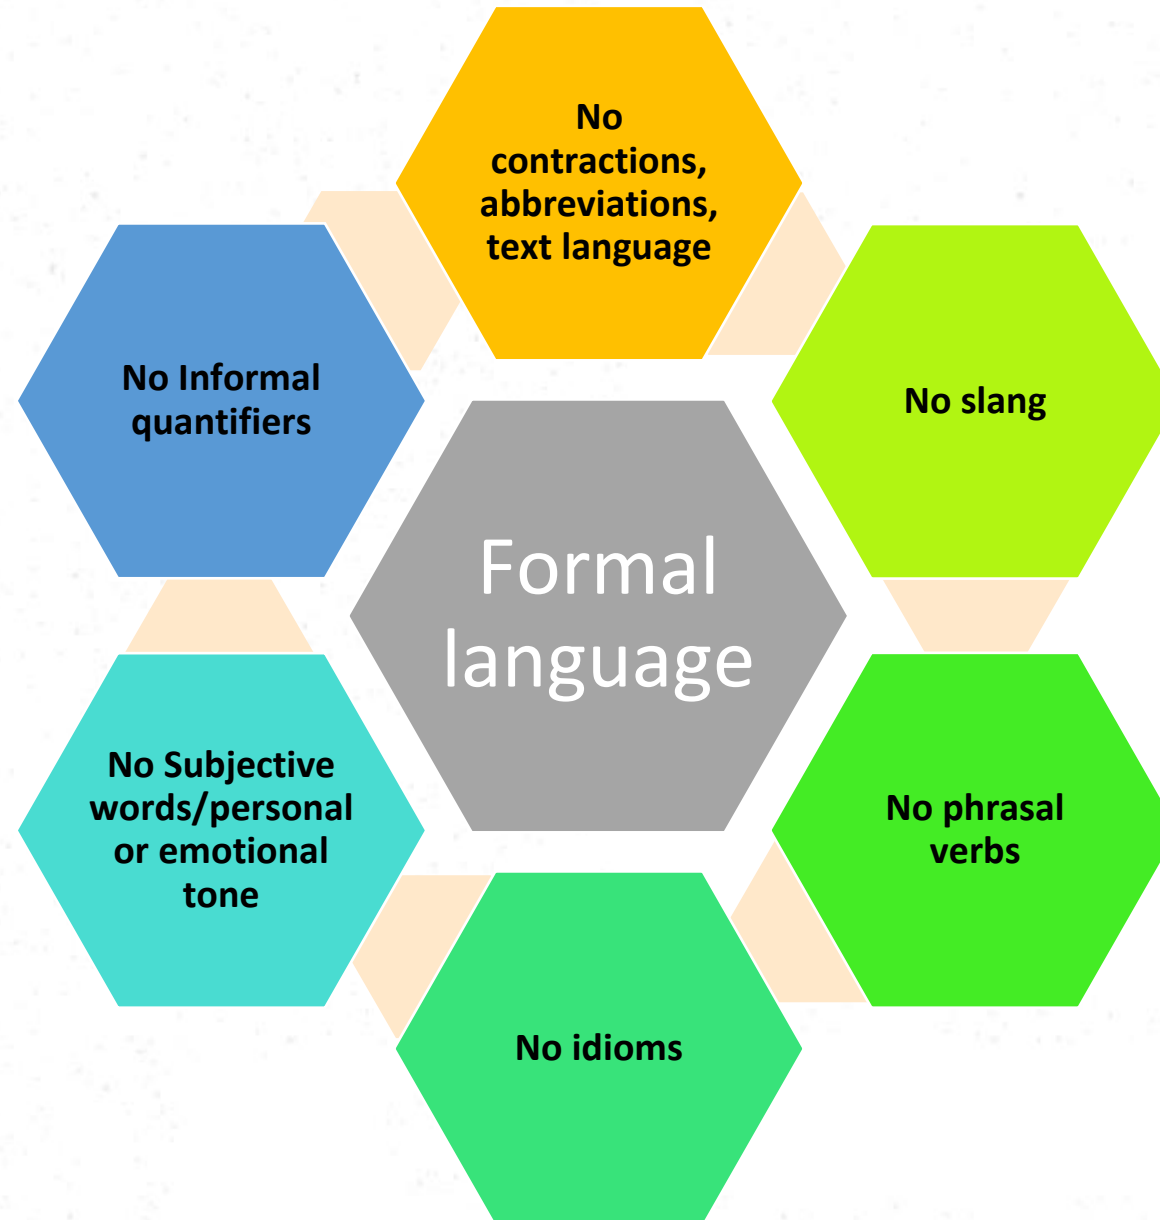 No
contractions,
abbreviations,
text language
No slang
No phrasal
verbs
No idioms
No Subjective
words/personal
or emotional
tone
No Informal
quantifiers
Formal
language